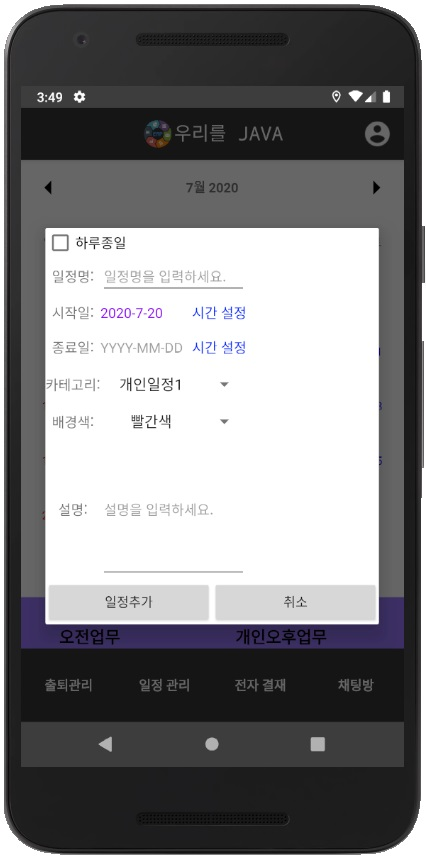 3:49
우리를 JAVA
7월 2020
하루종일
일정명: 일정명을 입력하세요.
시작일: 2020-7-20 시간 설정
종료일: YYYY-MM-DD 시간 설정
카테고리: 개인일정1
배경색: 빨간색
설명: 설명을 입력하세요.
일정추가 취소
오전업무 개인오후업무
출퇴관리 일정 관리 전자 결재 채팅방